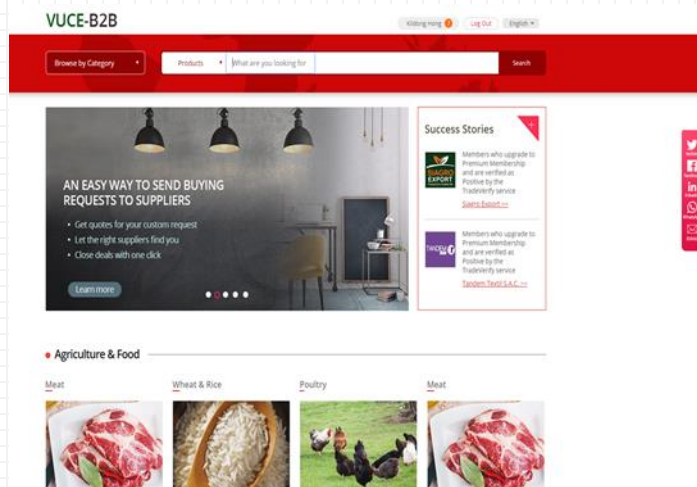 VUCE-B2B
Log Out
English
Browse by Category
Products
What are you looking for
Search
AN EASY WAY TO SEND BUYING
REQUESTS TO SUPPLIERS
• Get quotes for your custom request
• Let the right suppliers find you
• Close deals with one click
Learn more
Success Stories
SIAGRO
EXPORT
Members who upgrade to
Premium Membership
and are verified as
Positive by the
TradeVerify service
Siagro Export >>
TANDEM
Members who upgrade to
Premium Membership
and are verified as
Positive by the
TradeVerify service
Tandem Textil S.A.C. >>
Agriculture & Food
Meat
Wheat & Rice
Poultry
Meat